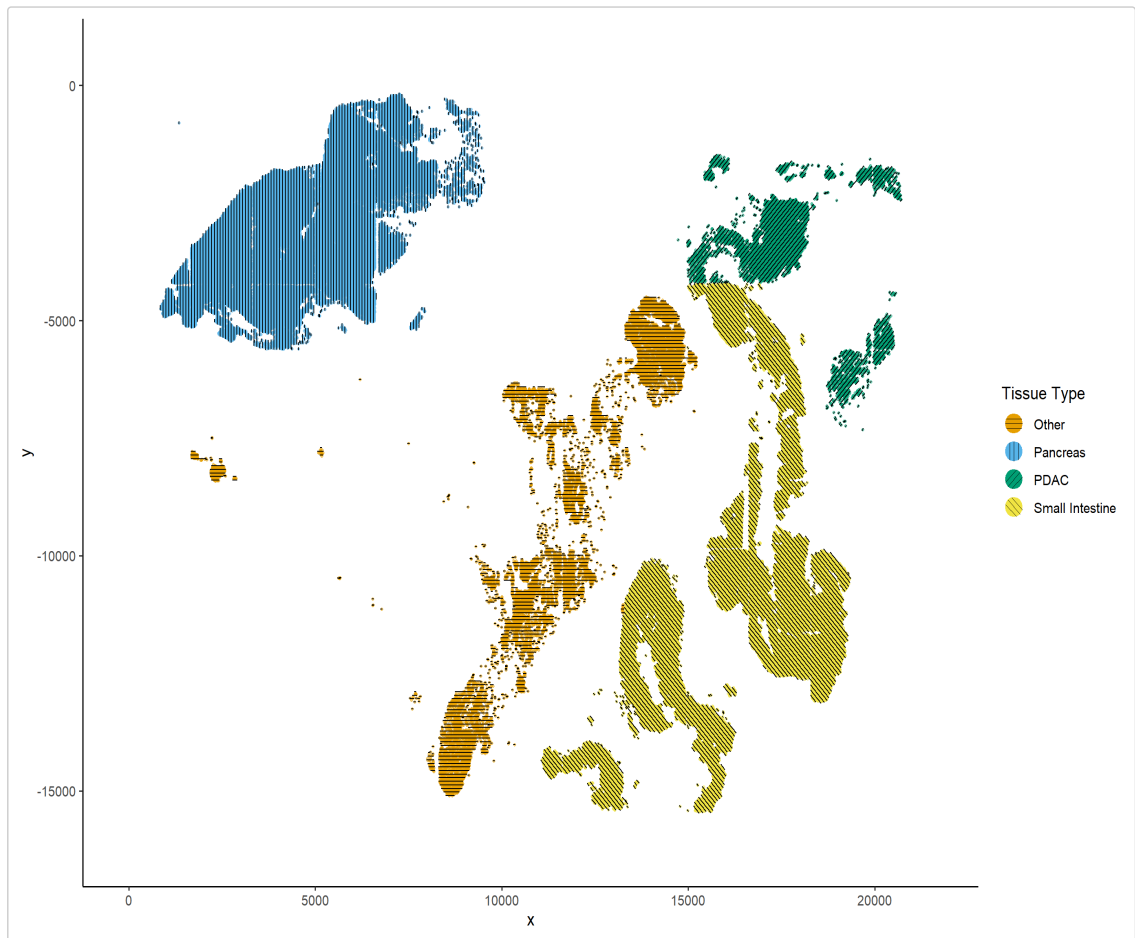 0
-5000
-10000
-15000
y
0
5000
10000
15000
20000
x
Tissue Type
Other
Pancreas
PDAC
Small Intestine